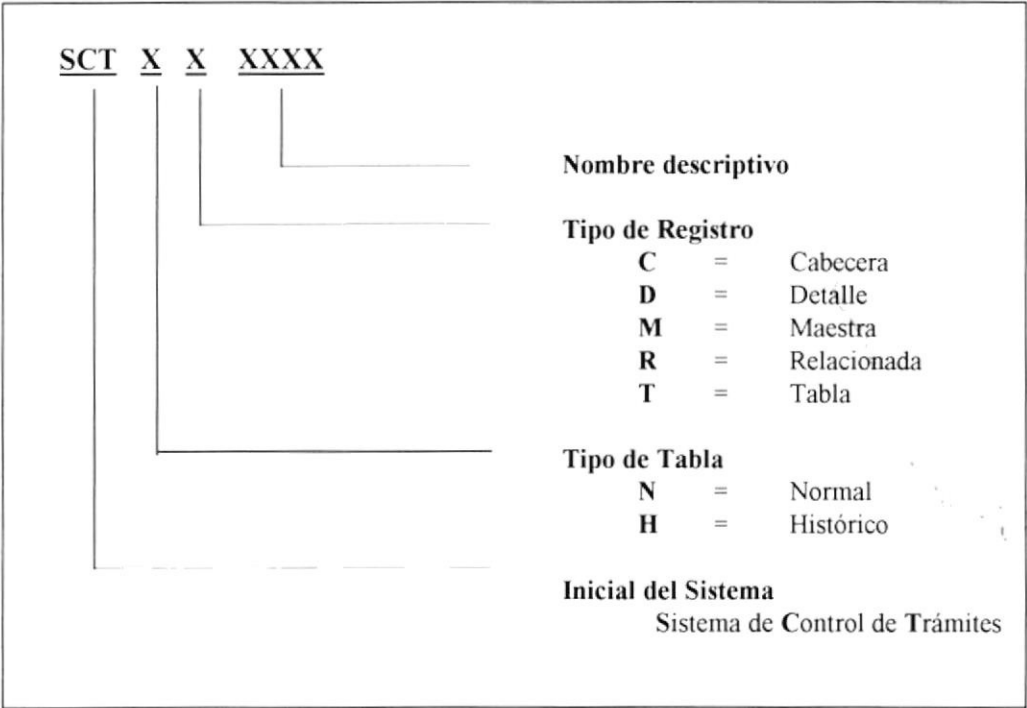 SCT X X XXXX
Nombre descriptivo
Tipo de Registro
C = Cabecera
D = Detalle
M = Maestra
R = Relacionada
T = Tabla
Tipo de Tabla
N = Normal
H = Histórico
Inicial del Sistema
Sistema de Control de Trámites